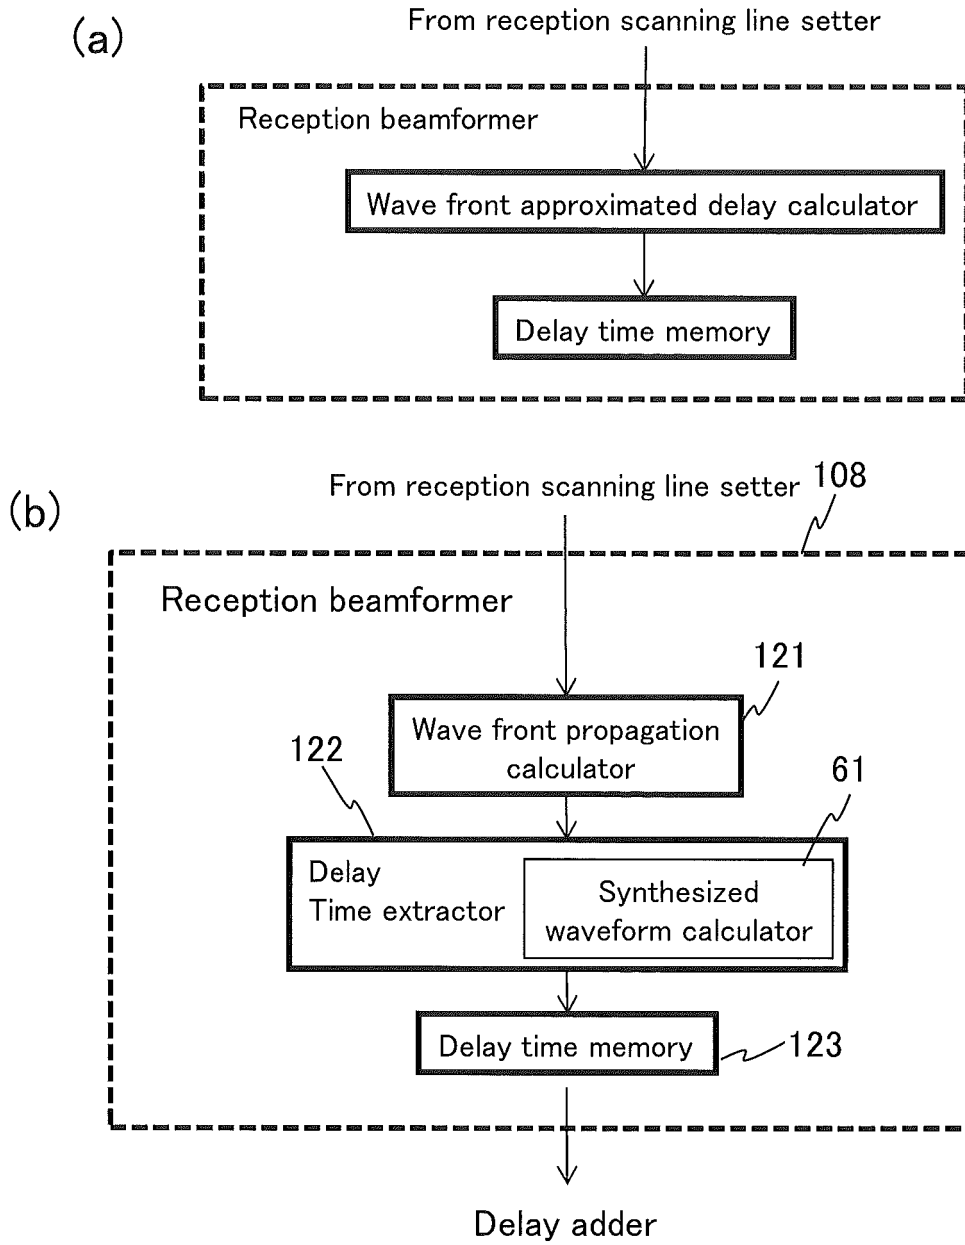 (a)
From reception scanning line setter
Reception beamformer
Wave front approximated delay calculator
Delay time memory
(b)
From reception scanning line setter
108
Reception beamformer
121
Wave front propagation
calculator
122
61
Delay
Time extractor
Synthesized
waveform calculator
Delay time memory
123
Delay adder